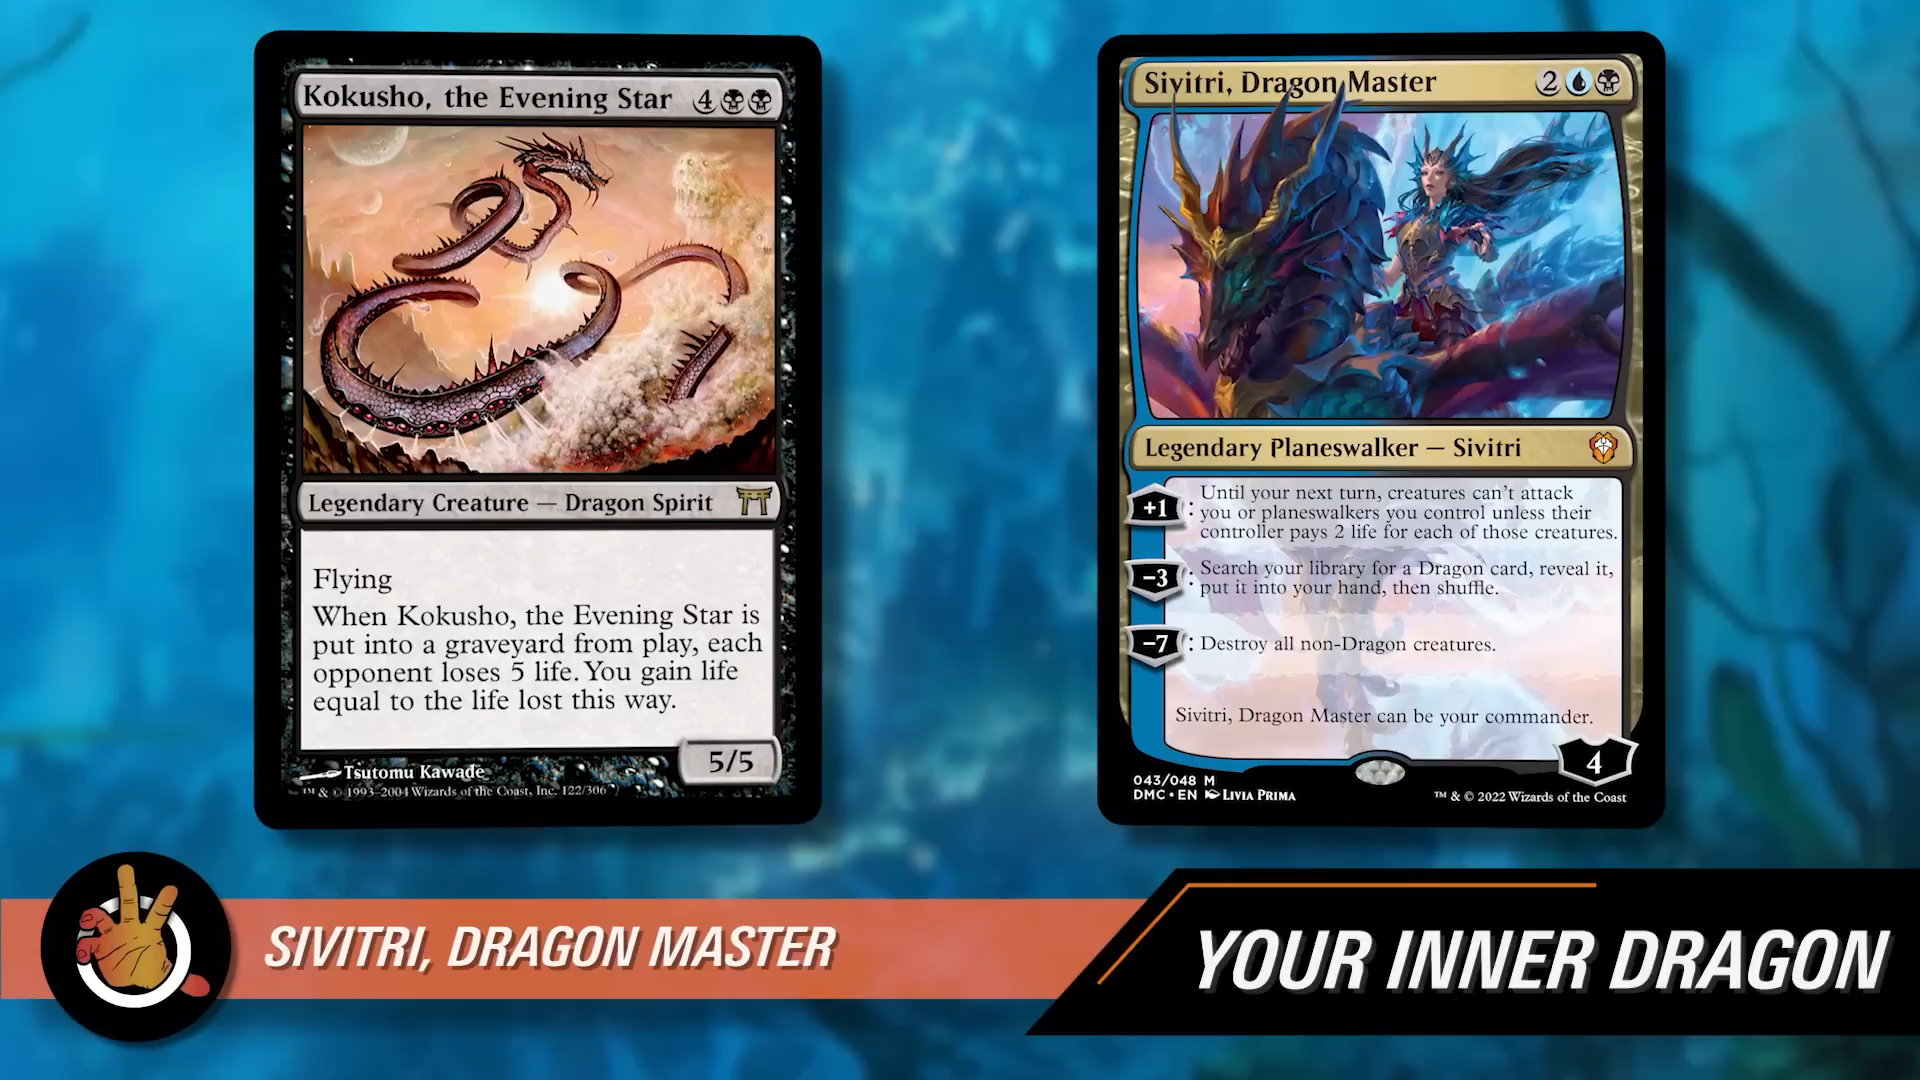 Kokusho, the Evening Star 4
Legendary Creature — Dragon Spirit
Flying
When Kokusho, the Evening Star is
put into a graveyard from play, each
opponent loses 5 life. You gain life
equal to the life lost this way.
5/5
Tsutomu Kawade
™ & © 1993–2004 Wizards of the Coast, Inc. 122/306
Sivitri, Dragon Master 2
Legendary Planeswalker — Sivitri
+1 : Until your next turn, creatures can't attack
you or planeswalkers you control unless their
controller pays 2 life for each of those creatures.
−3 : Search your library for a Dragon card, reveal it,
put it into your hand, then shuffle.
−7 : Destroy all non-Dragon creatures.
Sivitri, Dragon Master can be your commander.
4
043/048 M
DMC • EN LIVIA PRIMA
™ & © 2022 Wizards of the Coast
SIVITRI, DRAGON MASTER
YOUR INNER DRAGON